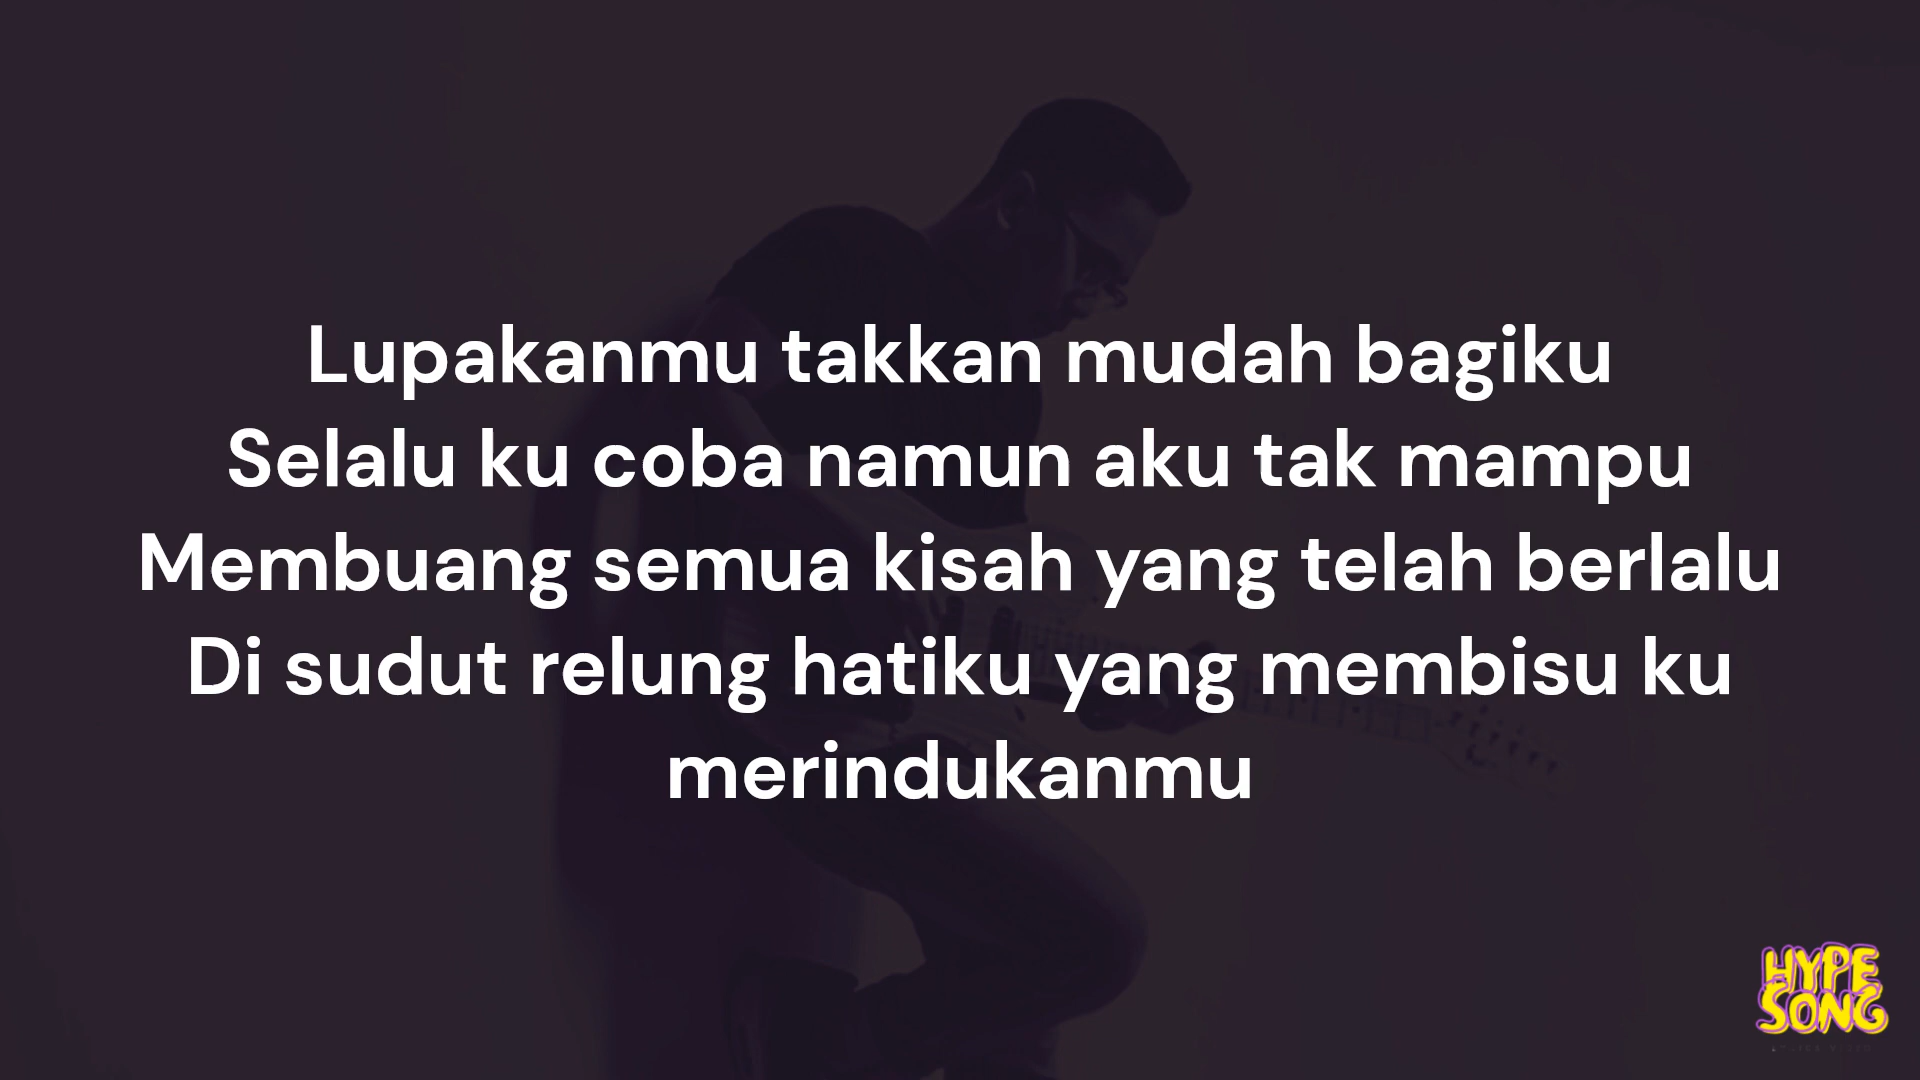 Lupakanmu takkan mudah bagiku
Selalu ku coba namun aku tak mampu
Membuang semua kisah yang telah berlalu
Di sudut relung hatiku yang membisu ku
merindukanmu
HYPE
SONG